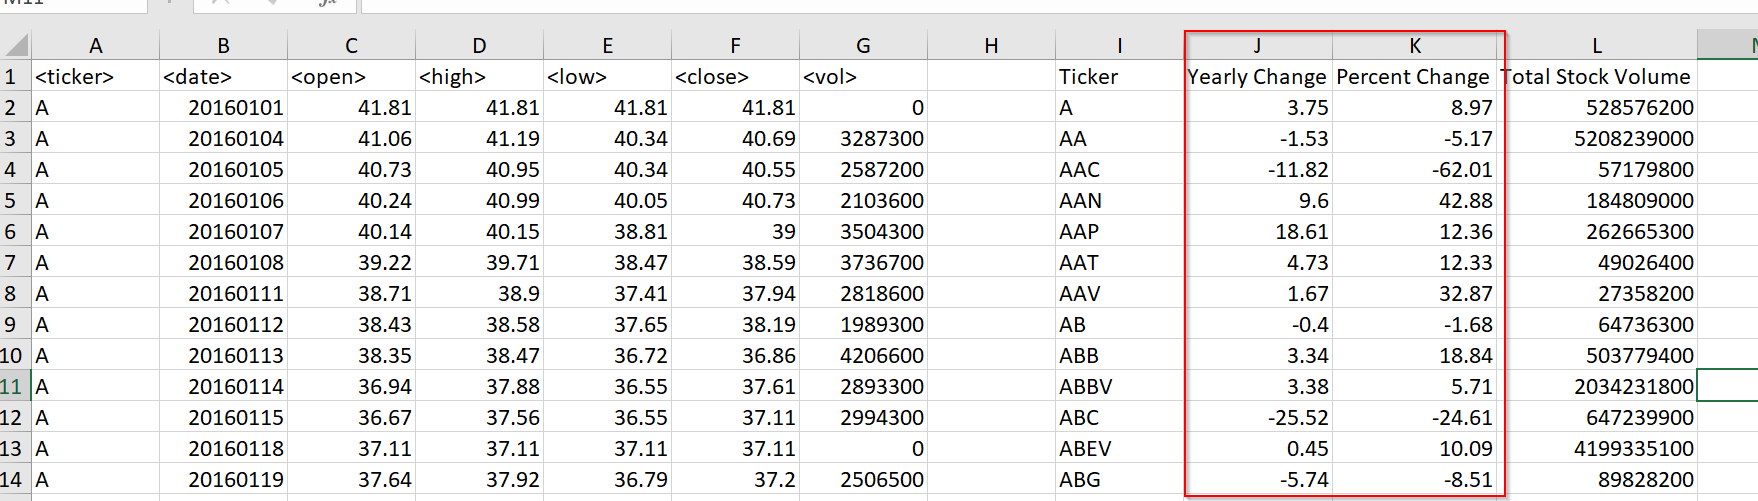 A B C D E F G H I J K L
1 <ticker> <date> <open> <high> <low> <close> <vol> Ticker Yearly Change Percent Change Total Stock Volume
2 A 20160101 41.81 41.81 41.81 41.81 0 A 3.75 8.97 528576200
3 A 20160104 41.06 41.19 40.34 40.69 3287300 AA -1.53 -5.17 5208239000
4 A 20160105 40.73 40.95 40.34 40.55 2587200 AAC -11.82 -62.01 57179800
5 A 20160106 40.24 40.99 40.05 40.73 2103600 AAN 9.6 42.88 184809000
6 A 20160107 40.14 40.15 38.81 39 3504300 AAP 18.61 12.36 262665300
7 A 20160108 39.22 39.71 38.47 38.59 3736700 AAT 4.73 12.33 49026400
8 A 20160111 38.71 38.9 37.41 37.94 2818600 AAV 1.67 32.87 27358200
9 A 20160112 38.43 38.58 37.65 38.19 1989300 AB -0.4 -1.68 64736300
10 A 20160113 38.35 38.47 36.72 36.86 4206600 ABB 3.34 18.84 503779400
11 A 20160114 36.94 37.88 36.55 37.61 2893300 ABBV 3.38 5.71 2034231800
12 A 20160115 36.67 37.56 36.55 37.11 2994300 ABC -25.52 -24.61 647239900
13 A 20160118 37.11 37.11 37.11 37.11 0 ABEV 0.45 10.09 4199335100
14 A 20160119 37.64 37.92 36.79 37.2 2506500 ABG -5.74 -8.51 89828200